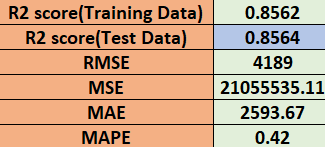 R2 score(Training Data) 0.8562
R2 score(Test Data) 0.8564
RMSE 4189
MSE 21055535.11
MAE 2593.67
MAPE 0.42